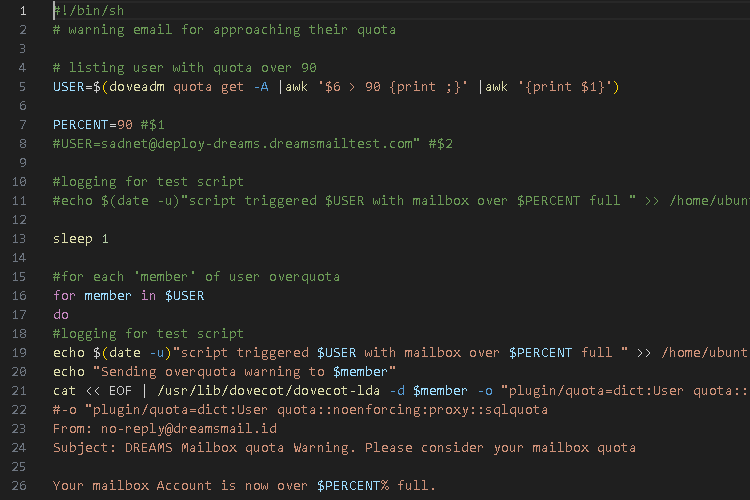 1 #!/bin/sh
2 # warning email for approaching their quota
3
4 # listing user with quota over 90
5 USER=$(doveadm quota get -A |awk '$6 > 90 {print ;}' |awk '{print $1}')
6
7 PERCENT=90 #$1
8 #USER=sadnet@deploy-dreams.dreamsmailtest.com" #$2
9
10 #logging for test script
11 #echo $(date -u)"script triggered $USER with mailbox over $PERCENT full " >> /home/ubun
12
13 sleep 1
14
15 #for each 'member' of user overquota
16 for member in $USER
17 do
18 #logging for test script
19 echo $(date -u)"script triggered $USER with mailbox over $PERCENT full " >> /home/ubunt
20 echo "Sending overquota warning to $member"
21 cat << EOF | /usr/lib/dovecot/dovecot-lda -d $member -o "plugin/quota=dict:User quota::
22 #-o "plugin/quota=dict:User quota::noenforcing:proxy::sqlquota
23 From: no-reply@dreamsmail.id
24 Subject: DREAMS Mailbox quota Warning. Please consider your mailbox quota
25
26 Your mailbox Account is now over $PERCENT% full.